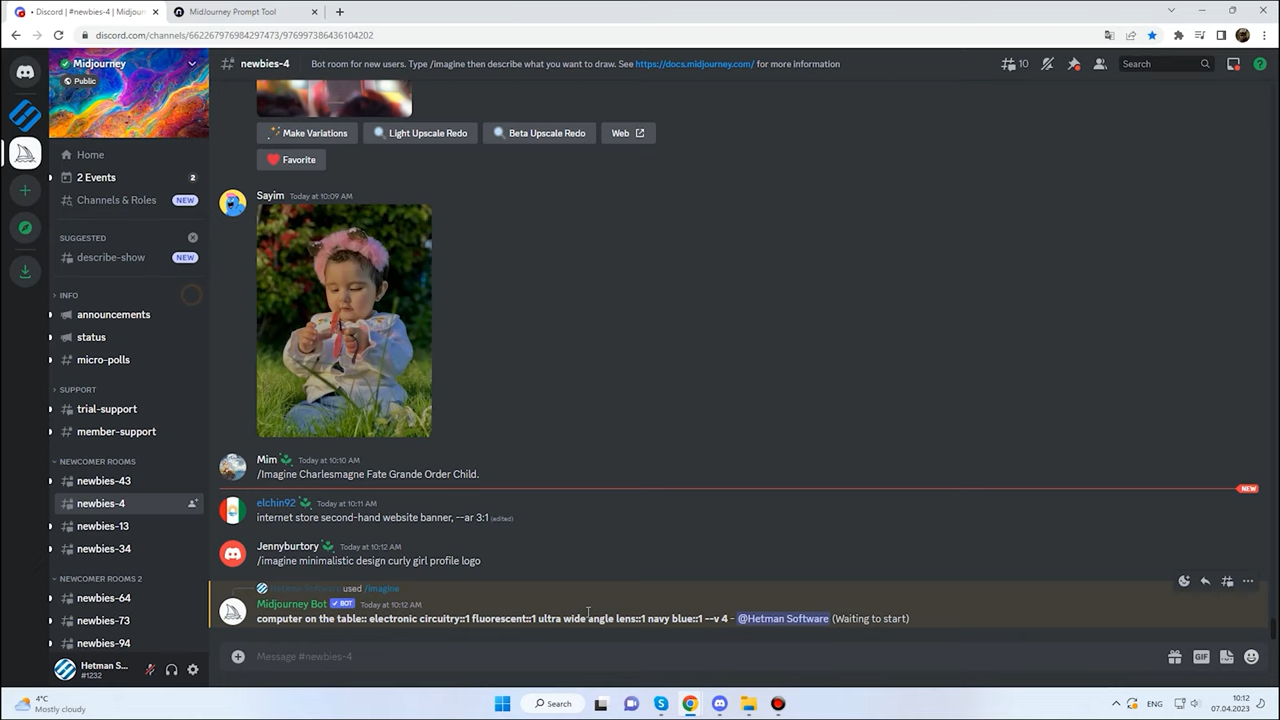 Discord | #newbies-4 | Midjourn
MidJourney Prompt Tool
discord.com/channels/662267976984297473/976997386436104202
Midjourney
Public
Home
2 Events
2
Channels & Roles
NEW
SUGGESTED
describe-show
NEW
INFO
announcements
status
micro-polls
SUPPORT
trial-support
member-support
NEWCOMER ROOMS
newbies-43
newbies-4
newbies-13
newbies-34
NEWCOMER ROOMS 2
newbies-64
newbies-73
newbies-94
Hetman S...
#1232
newbies-4
Bot room for new users. Type /imagine then describe what you want to draw. See https://docs.midjourney.com/ for more information
10
Search
Make Variations
Light Upscale Redo
Beta Upscale Redo
Web
Favorite
Sayim Today at 10:09 AM
Mim Today at 10:10 AM
/Imagine Charlesmagne Fate Grande Order Child.
NEW
elchin92 Today at 10:11 AM
internet store second-hand website banner, --ar 3:1 (edited)
Jennyburtory Today at 10:12 AM
/imagine minimalistic design curly girl profile logo
Hetman Software used /imagine
Midjourney Bot BOT Today at 10:12 AM
computer on the table:: electronic circuitry::1 fluorescent::1 ultra wide angle lens::1 navy blue::1 --v 4 - @Hetman Software (Waiting to start)
Message #newbies-4
GIF
4°C
Mostly cloudy
Search
ENG
10:12
07.04.2023